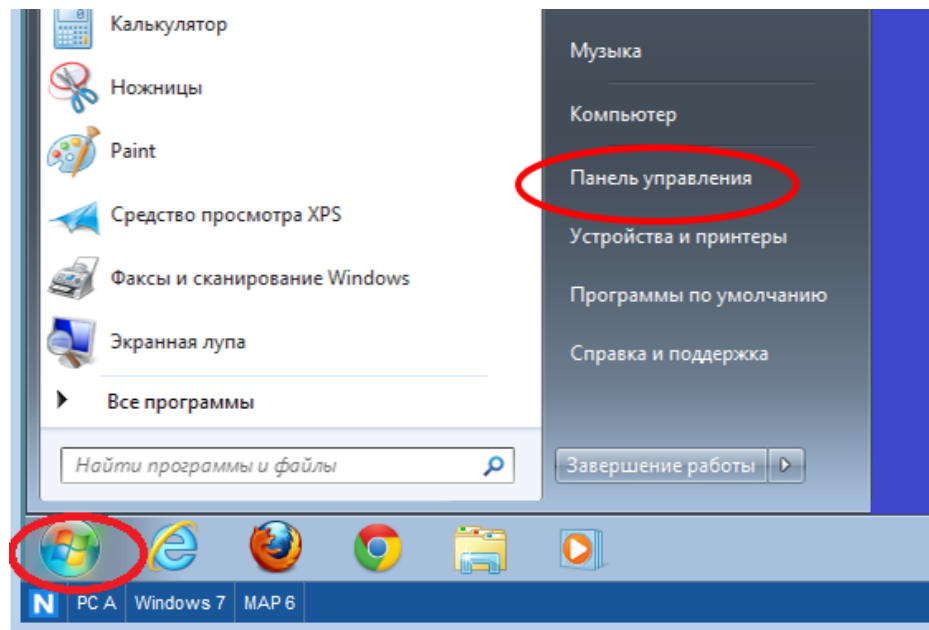 Калькулятор
Ножницы
Paint
Средство просмотра XPS
Факсы и сканирование Windows
Экранная лупа
Все программы
Найти программы и файлы
Музыка
Компьютер
Панель управления
Устройства и принтеры
Программы по умолчанию
Справка и поддержка
Завершение работы
N PC A Windows 7 MAP 6